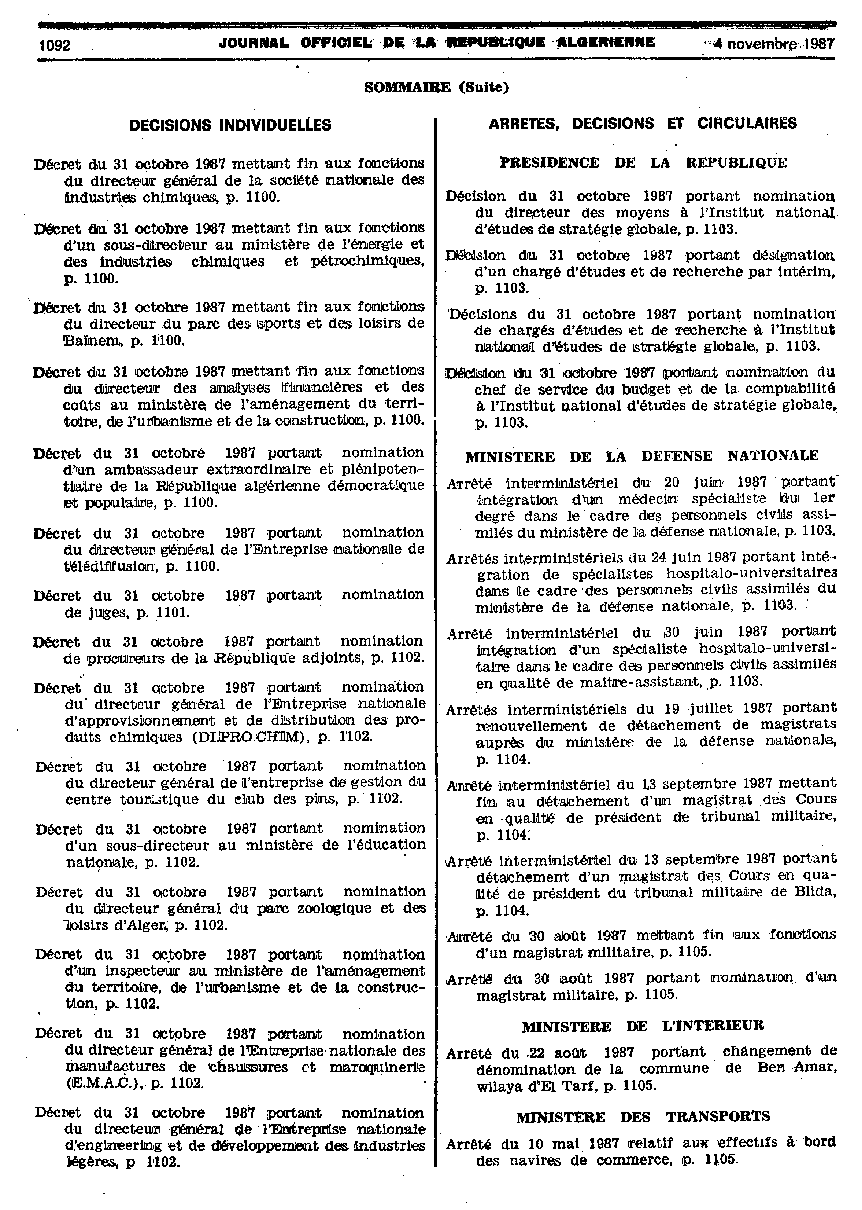 1092 JOURNAL OFFICIEL DE LA REPUBLIQUE ALGERIENNE 4 novembre 1987
SOMMAIRE (Suite)
DECISIONS INDIVIDUELLES
Décret du 31 octobre 1987 mettant fin aux fonctions
du directeur général de la société nationale des
industries chimiques, p. 1100.
Décret du 31 octobre 1987 mettant fin aux fonctions
d'un sous-directeur au ministère de l'énergie et
des industries chimiques et pétrochimiques,
p. 1100.
Décret du 31 octobre 1987 mettant fin aux fonctions
du directeur du parc des sports et des loisirs de
Baïnem, p. 1100.
Décret du 31 octobre 1987 mettant fin aux fonctions
du directeur des analyses financières et des
coûts au ministère de l'aménagement du terri-
toire, de l'urbanisme et de la construction, p. 1100.
Décret du 31 octobre 1987 portant nomination
d'un ambassadeur extraordinaire et plénipoten-
tiaire de la République algérienne démocratique
et populaire, p. 1100.
Décret du 31 octobre 1987 portant nomination
du directeur général de l'Entreprise nationale de
télédiffusion, p. 1100.
Décret du 31 octobre 1987 portant nomination
de juges, p. 1101.
Décret du 31 octobre 1987 portant nomination
de procureurs de la République adjoints, p. 1102.
Décret du 31 octobre 1987 portant nomination
du directeur général de l'Entreprise nationale
d'approvisionnement et de distribution des pro-
duits chimiques (DIPROCHIM), p. 1102.
Décret du 31 octobre 1987 portant nomination
du directeur général de l'entreprise de gestion du
centre touristique du club des pins, p. 1102.
Décret du 31 octobre 1987 portant nomination
d'un sous-directeur au ministère de l'éducation
nationale, p. 1102.
Décret du 31 octobre 1987 portant nomination
du directeur général du parc zoologique et des
loisirs d'Alger, p. 1102.
Décret du 31 octobre 1987 portant nomination
d'un inspecteur au ministère de l'aménagement
du territoire, de l'urbanisme et de la construc-
tion, p. 1102.
Décret du 31 octobre 1987 portant nomination
du directeur général de l'Entreprise nationale des
manufactures de chaussures et maroquinerie
(E.M.A.C.), p. 1102.
Décret du 31 octobre 1987 portant nomination
du directeur général de l'Entreprise nationale
d'engineering et de développement des industries
légères, p 1102.
ARRETES, DECISIONS ET CIRCULAIRES
PRESIDENCE DE LA REPUBLIQUE
Décision du 31 octobre 1987 portant nomination
du directeur des moyens à l'Institut national
d'études de stratégie globale, p. 1103.
Décision du 31 octobre 1987 portant désignation
d'un chargé d'études et de recherche par intérim,
p. 1103.
Décisions du 31 octobre 1987 portant nomination
de chargés d'études et de recherche à l'Institut
national d'études de stratégie globale, p. 1103.
Décision du 31 octobre 1987 portant nomination du
chef de service du budget et de la comptabilité
à l'Institut national d'études de stratégie globale,
p. 1103.
MINISTERE DE LA DEFENSE NATIONALE
Arrêté interministériel du 20 juin 1987 portant
intégration d'un médecin spécialiste du 1er
degré dans le cadre des personnels civils assi-
milés du ministère de la défense nationale, p. 1103.
Arrêtés interministériels du 24 juin 1987 portant inté-
gration de spécialistes hospitalo-universitaires
dans le cadre des personnels civils assimilés du
ministère de la défense nationale, p. 1103.
Arrêté interministériel du 30 juin 1987 portant
intégration d'un spécialiste hospitalo-universi-
taire dans le cadre des personnels civils assimilés
en qualité de maître-assistant, p. 1103.
Arrêtés interministériels du 19 juillet 1987 portant
renouvellement de détachement de magistrats
auprès du ministère de la défense nationale,
p. 1104.
Arrêté interministériel du 13 septembre 1987 mettant
fin au détachement d'un magistrat des Cours
en qualité de président de tribunal militaire,
p. 1104.
Arrêté interministériel du 13 septembre 1987 portant
détachement d'un magistrat des Cours en qua-
lité de président du tribunal militaire de Blida,
p. 1104.
Arrêté du 30 août 1987 mettant fin aux fonctions
d'un magistrat militaire, p. 1105.
Arrêté du 30 août 1987 portant nomination d'un
magistrat militaire, p. 1105.
MINISTERE DE L'INTERIEUR
Arrêté du 22 août 1987 portant changement de
dénomination de la commune de Ben Amar,
wilaya d'El Tarf, p. 1105.
MINISTERE DES TRANSPORTS
Arrêté du 10 mai 1987 relatif aux effectifs à bord
des navires de commerce, p. 1105.